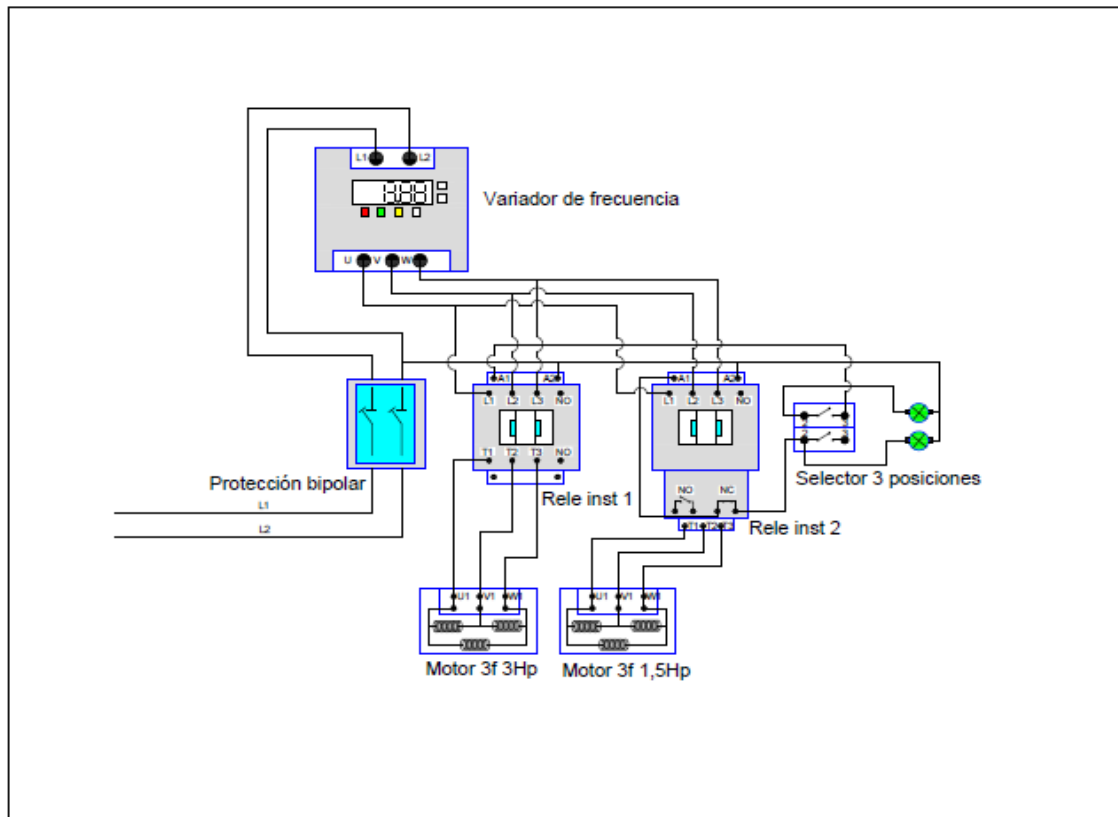 L1 L2
13.88
Variador de frecuencia
U V W
A1 A2
A1 A2
L1 L2 L3 NO
L1 L2 L3 NO
T1 T2 T3 NO
Protección bipolar
Rele inst 1
Selector 3 posiciones
NO NC
L1
T1 T2 T3
Rele inst 2
L2
U1 V1 W1
U1 V1 W1
Motor 3f 3Hp
Motor 3f 1,5Hp